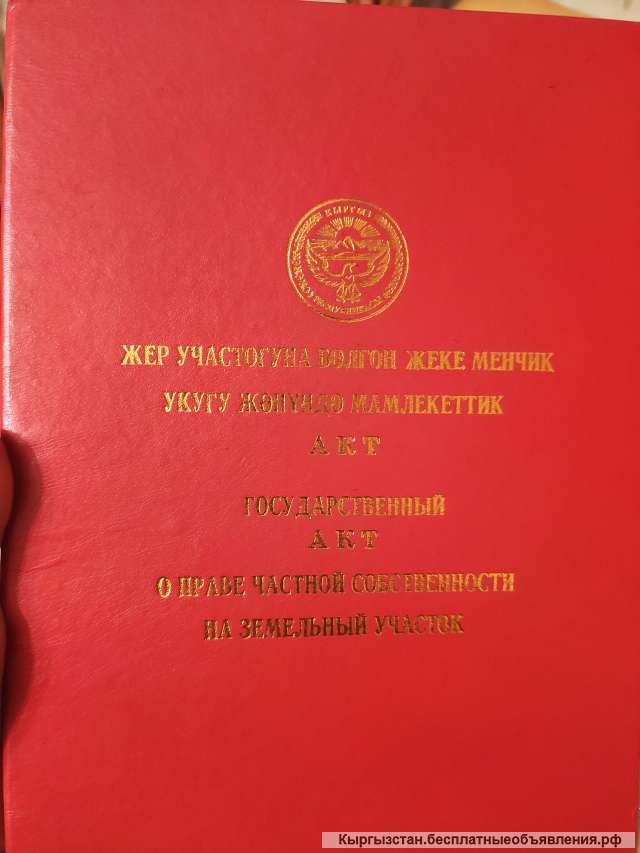 КЫРГЫЗ
ЖЕР УЧАСТОГУНА БОЛГОН ЖЕКЕ МЕНЧИК
УКУГУ ЖӨНҮНДӨ МАМЛЕКЕТТИК
АКТ
ГОСУДАРСТВЕННЫЙ
АКТ
О ПРАВЕ ЧАСТНОЙ СОБСТВЕННОСТИ
НА ЗЕМЕЛЬНЫЙ УЧАСТОК
Кыргызстан.бесплатныеобъявления.рф